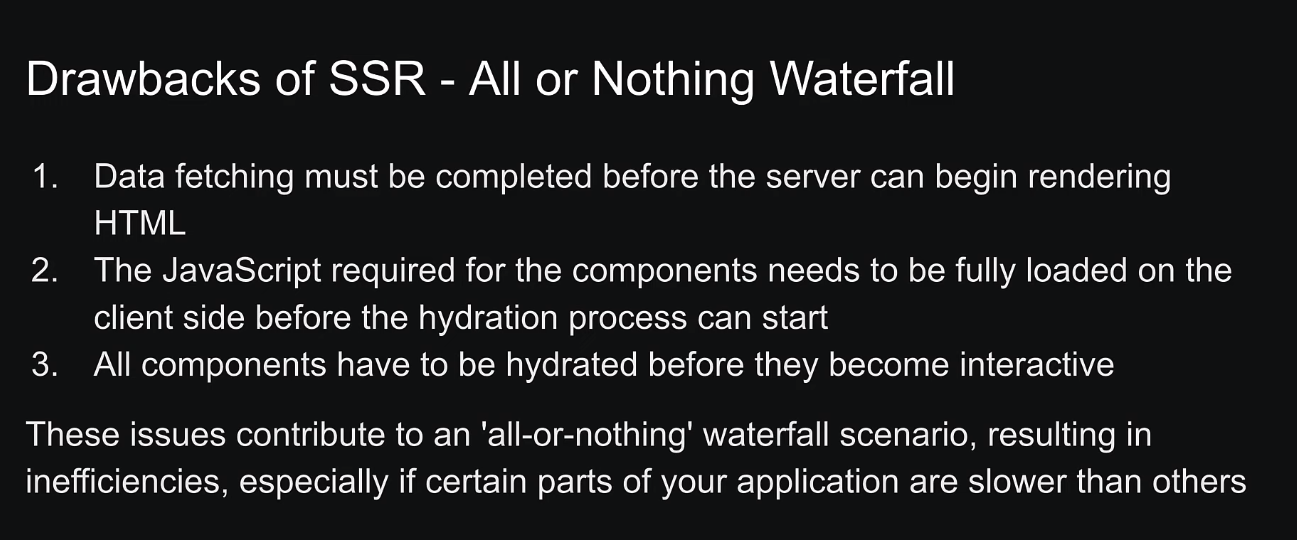 Drawbacks of SSR - All or Nothing Waterfall
1. Data fetching must be completed before the server can begin rendering
HTML
2. The JavaScript required for the components needs to be fully loaded on the
client side before the hydration process can start
3. All components have to be hydrated before they become interactive
These issues contribute to an 'all-or-nothing' waterfall scenario, resulting in
inefficiencies, especially if certain parts of your application are slower than others